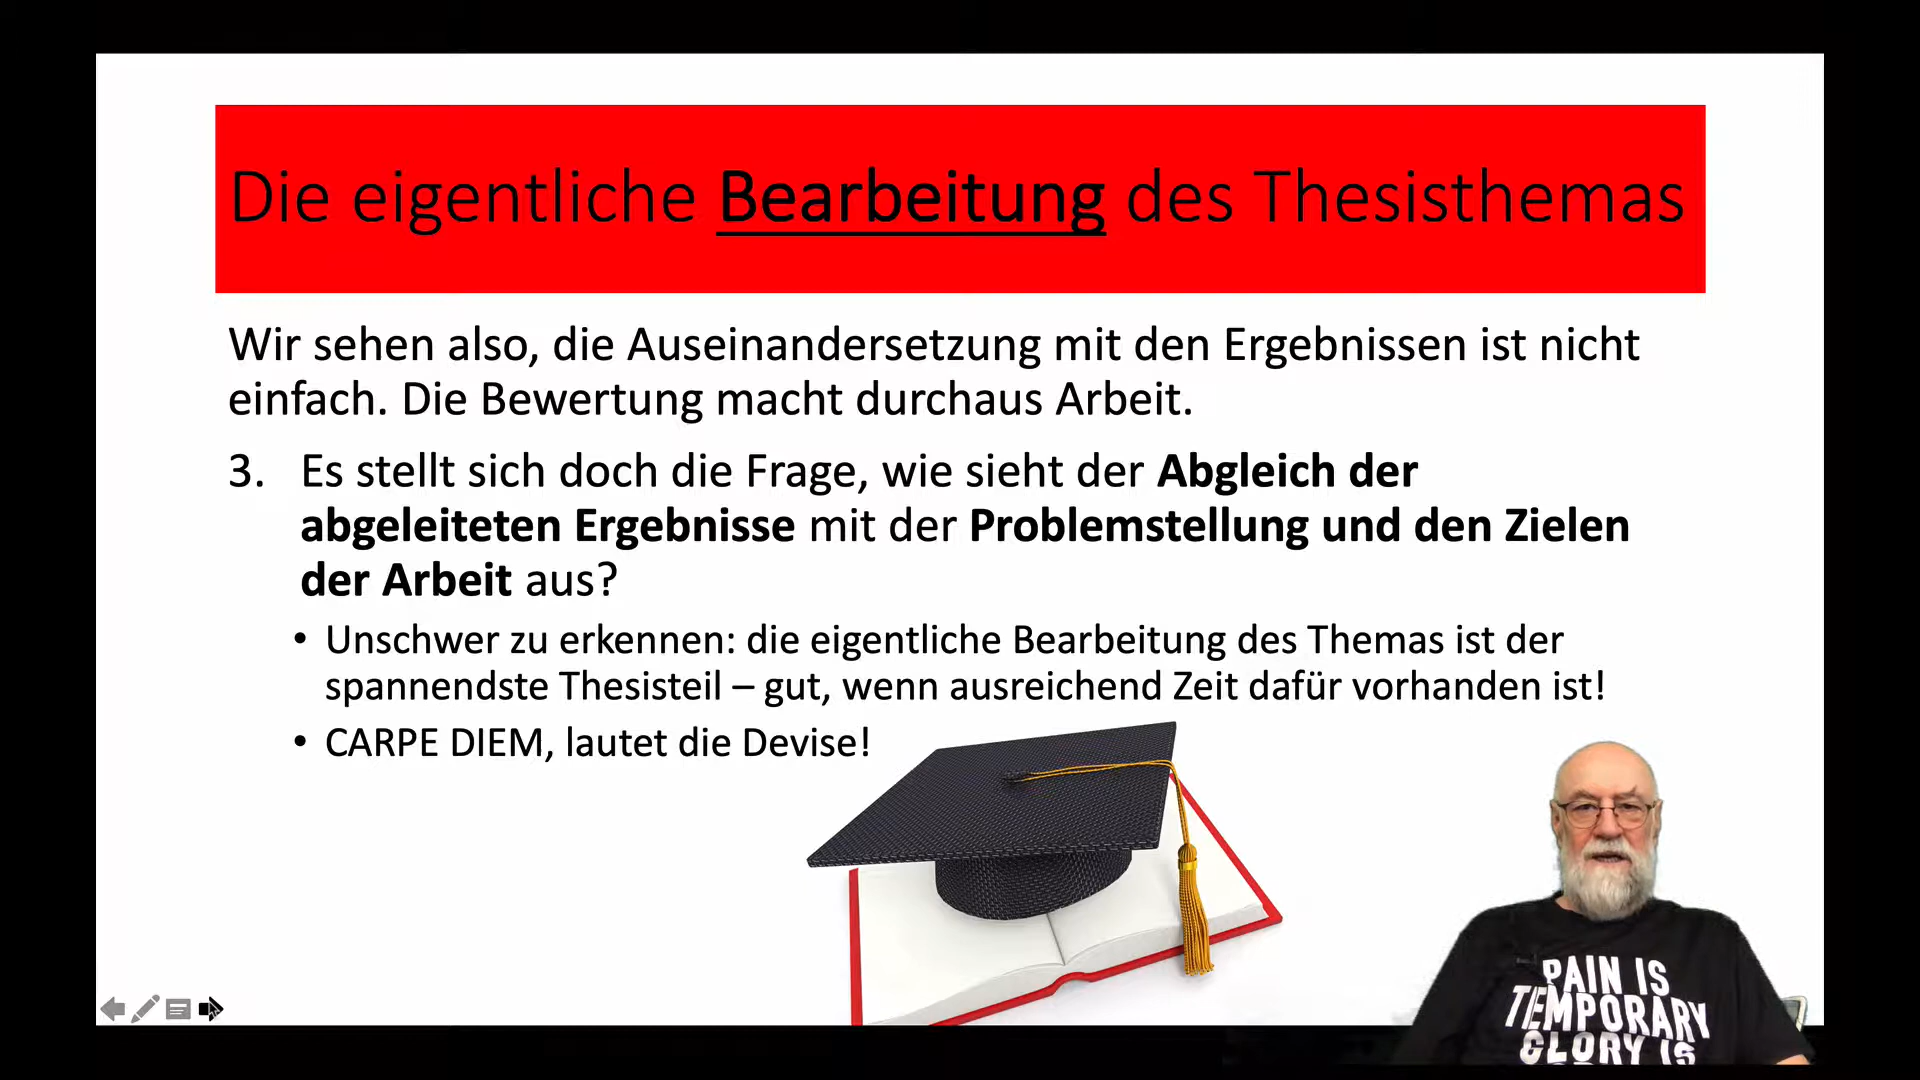 Die eigentliche Bearbeitung des Thesisthemas
Wir sehen also, die Auseinandersetzung mit den Ergebnissen ist nicht
einfach. Die Bewertung macht durchaus Arbeit.
3. Es stellt sich doch die Frage, wie sieht der Abgleich der
abgeleiteten Ergebnisse mit der Problemstellung und den Zielen
der Arbeit aus?
• Unschwer zu erkennen: die eigentliche Bearbeitung des Themas ist der
spannendste Thesisteil – gut, wenn ausreichend Zeit dafür vorhanden ist!
• CARPE DIEM, lautet die Devise!
PAIN IS
TEMPORARY
GLORY IS